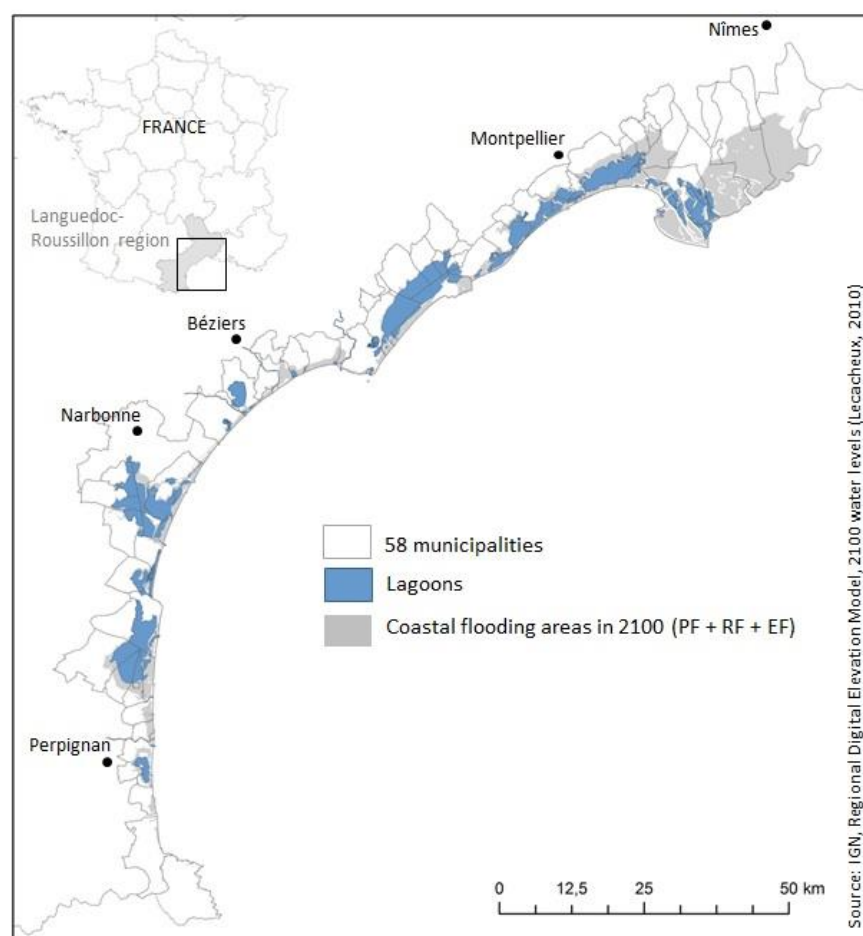 Nîmes
FRANCE
Montpellier
Languedoc-
Roussillon region
Béziers
Narbonne
58 municipalities
Lagoons
Coastal flooding areas in 2100 (PF + RF + EF)
Perpignan
0 12,5 25 50 km
Source: IGN, Regional Digital Elevation Model, 2100 water levels (Lecacheux, 2010)